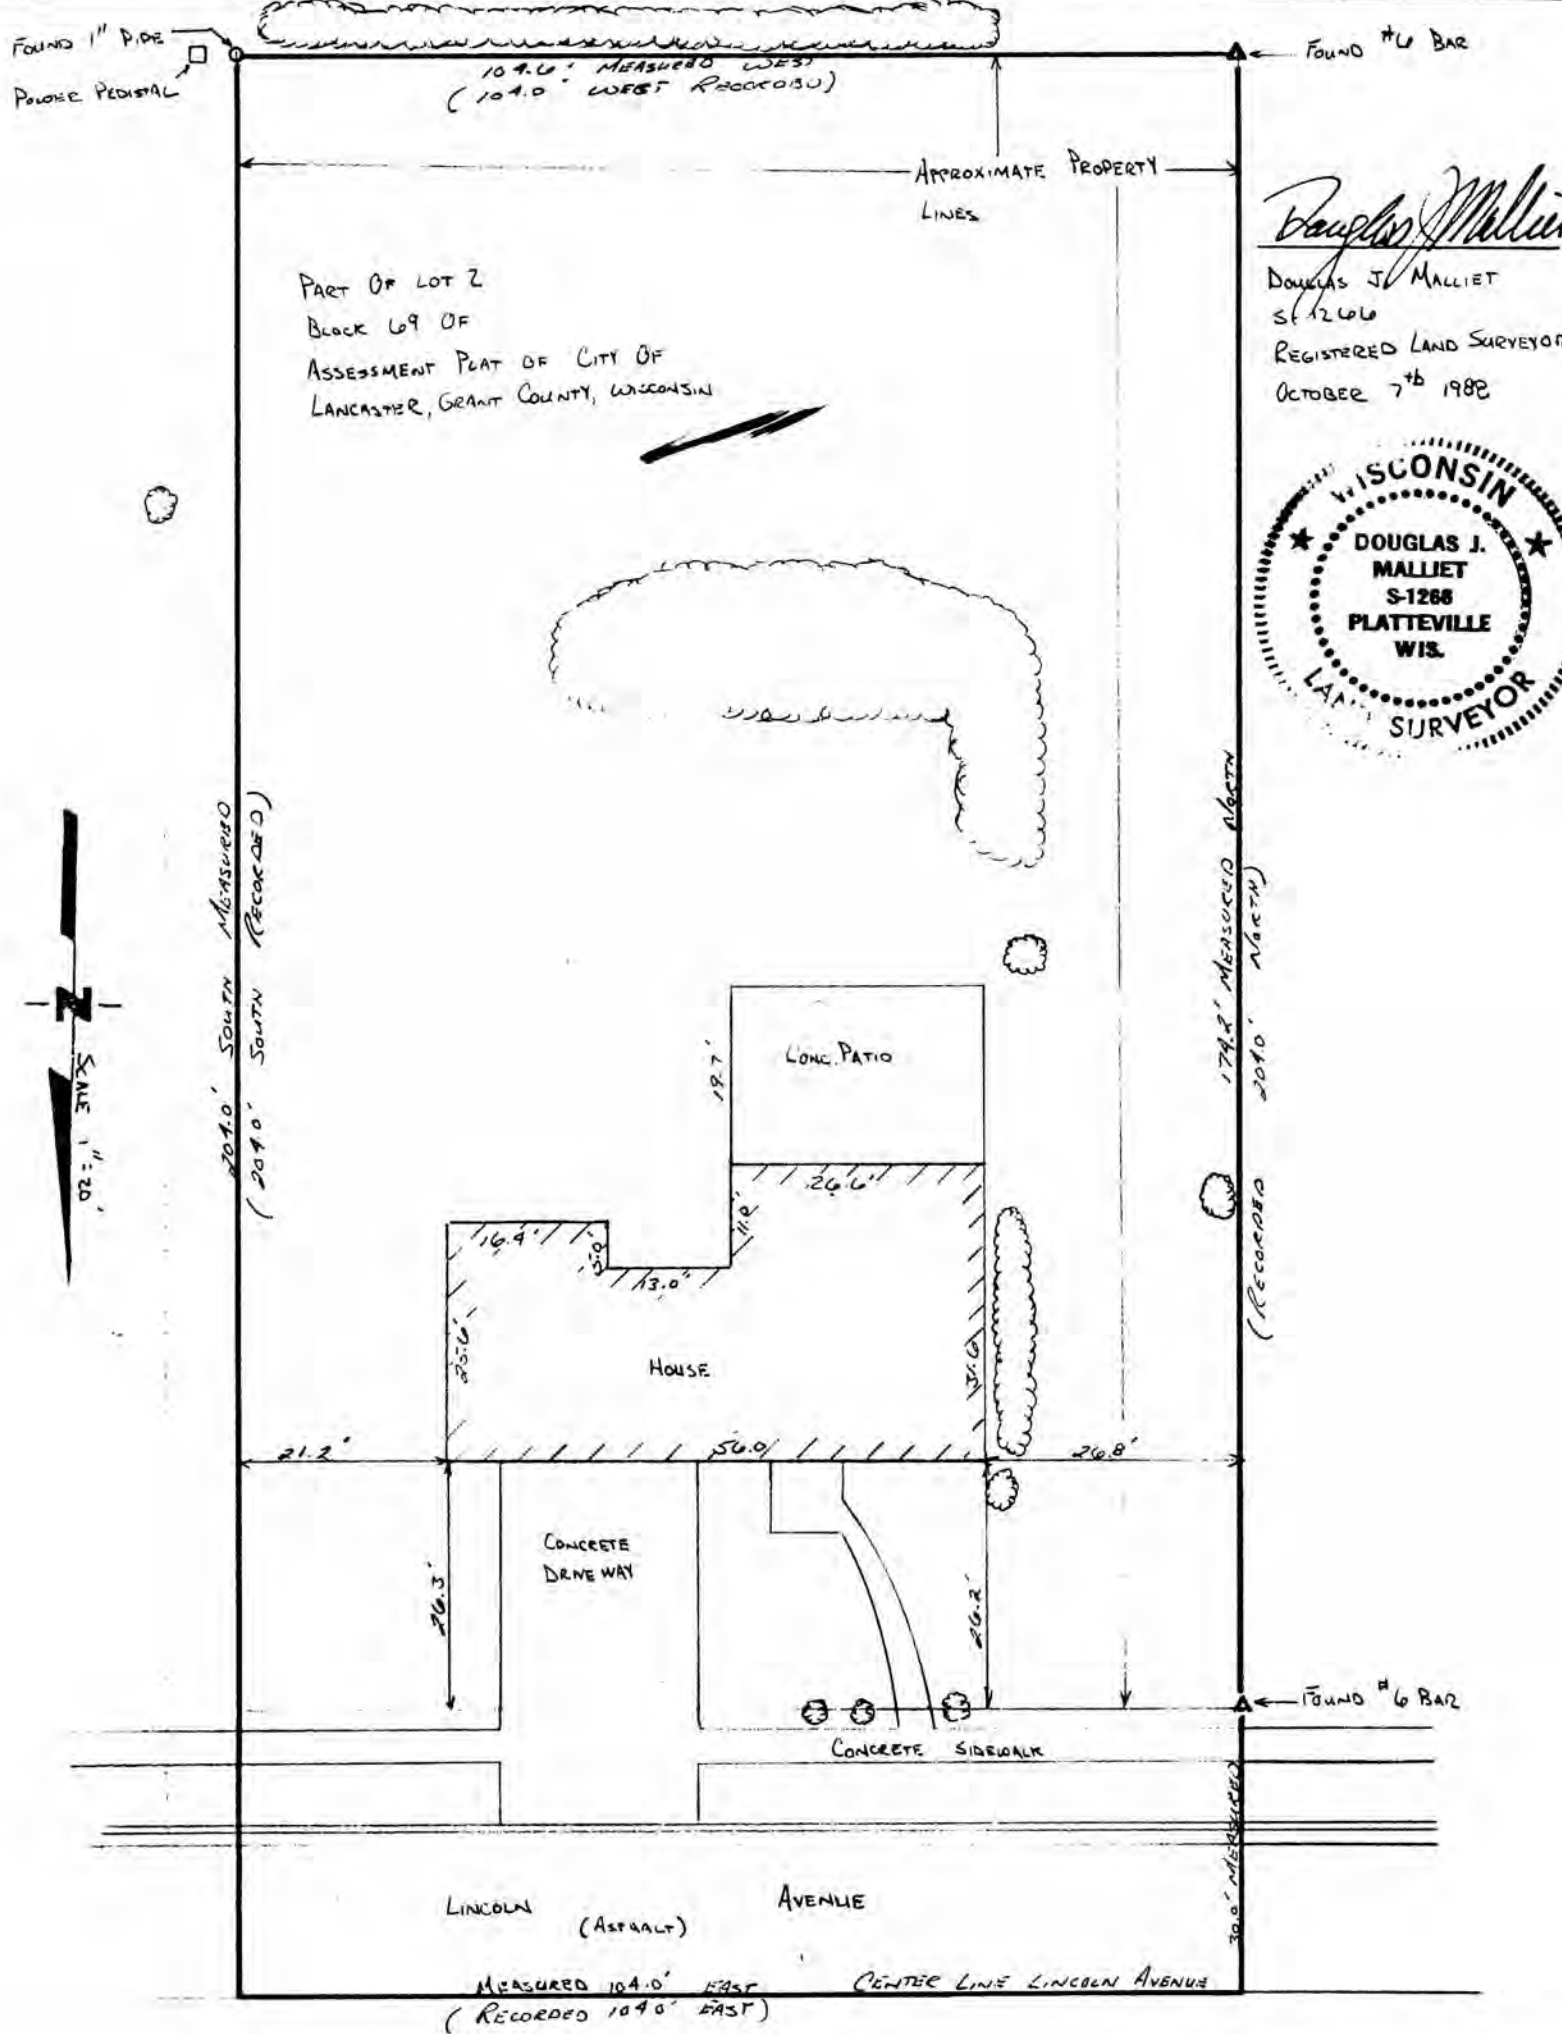 FOUND 1" PIPE
POWER PEDISTAL
104.6' MEASURED WEST
(104.0' WEST RECORDED)
FOUND #6 BAR
APPROXIMATE PROPERTY
LINES
PART OF LOT 2
BLOCK 69 OF
ASSESSMENT PLAT OF CITY OF
LANCASTER, GRANT COUNTY, WISCONSIN
Douglas J Malliet
DOUGLAS J. MALLIET
REGISTERED LAND SURVEYOR
OCTOBER 7th 1982
WISCONSIN
DOUGLAS J.
MALLIET
S-1266
PLATTEVILLE
WIS.
LAND SURVEYOR
204.0' SOUTH MEASURED
(204.0' SOUTH RECORDED)
174.2' MEASURED NORTH
(RECORDED 204.0' NORTH)
N
SCALE 1"=20'
CONC. PATIO
19.7'
26.6'
11.0'
16.4'
5.0'
13.0'
25.6'
HOUSE
31.6'
56.0'
21.2'
26.8'
CONCRETE
DRIVEWAY
26.3'
26.2'
FOUND #6 BAR
CONCRETE SIDEWALK
30.0' MEASURED
LINCOLN AVENUE
(ASPHALT)
MEASURED 104.0' EAST
(RECORDED 104.0' EAST)
CENTER LINE LINCOLN AVENUE